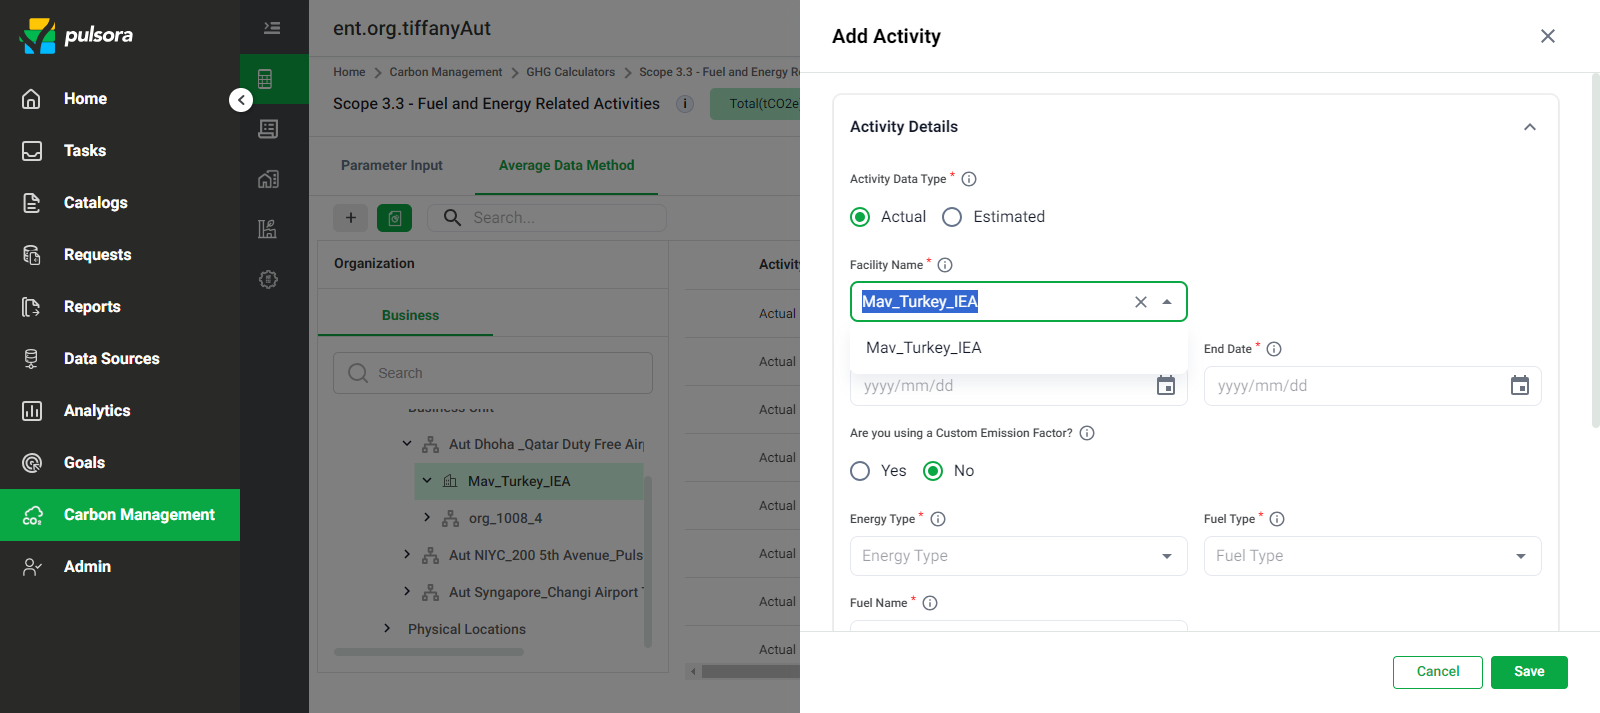 pulsora
Home
Tasks
Catalogs
Requests
Reports
Data Sources
Analytics
Goals
Carbon Management
Admin
ent.org.tiffanyAut
Home > Carbon Management > GHG Calculators > Scope 3.3 - Fuel and Energy R
Scope 3.3 - Fuel and Energy Related Activities
Total(tCO2e
Parameter Input
Average Data Method
Search...
Organization
Business
Search
Business Unit
Aut Dhoha _Qatar Duty Free Air
Mav_Turkey_IEA
org_1008_4
Aut NIYC_200 5th Avenue_Puls
Aut Syngapore_Changi Airport T
Physical Locations
Activity
Actual
Actual
Actual
Actual
Actual
Actual
Actual
Actual
Add Activity
Activity Details
Activity Data Type *
Actual
Estimated
Facility Name *
Mav_Turkey_IEA
Mav_Turkey_IEA
yyyy/mm/dd
End Date *
yyyy/mm/dd
Are you using a Custom Emission Factor?
Yes
No
Energy Type *
Energy Type
Fuel Type *
Fuel Type
Fuel Name *
Cancel
Save